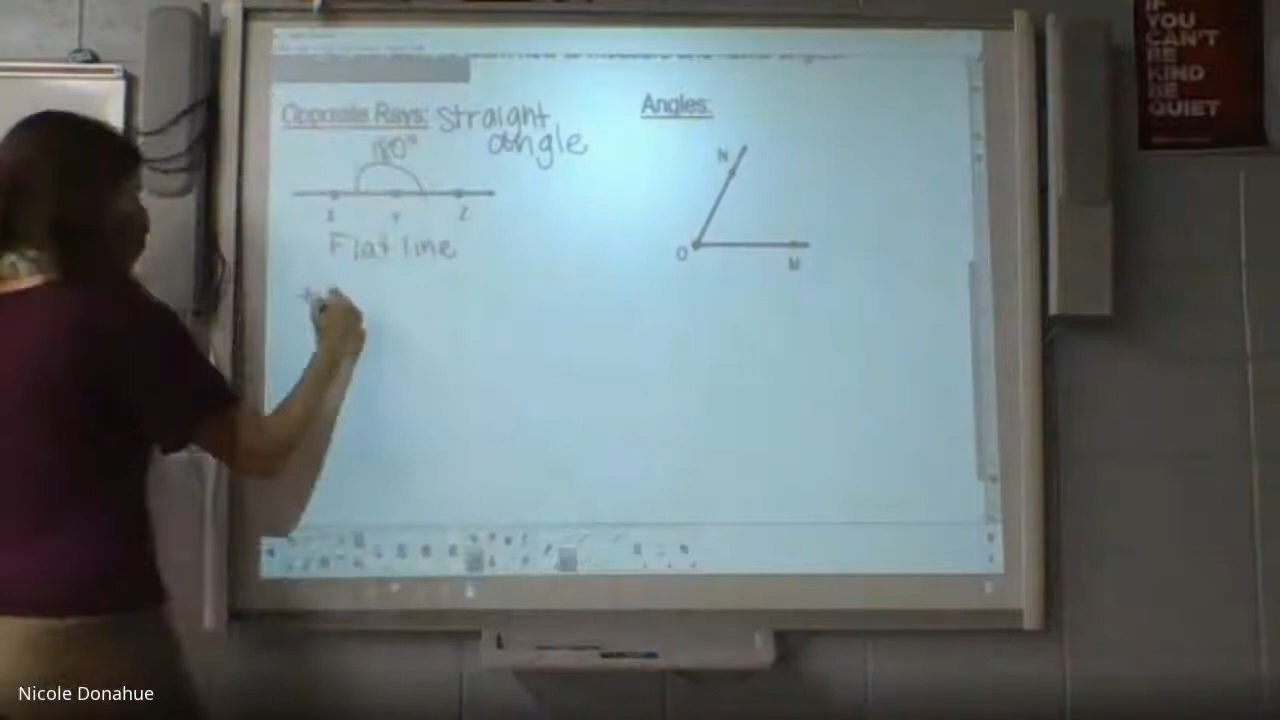 Opposite Rays: straight
angle
180°
Z
Flat line
Angles:
N
O
M
IF
YOU
CAN'T
BE
KIND
BE
QUIET
Nicole Donahue